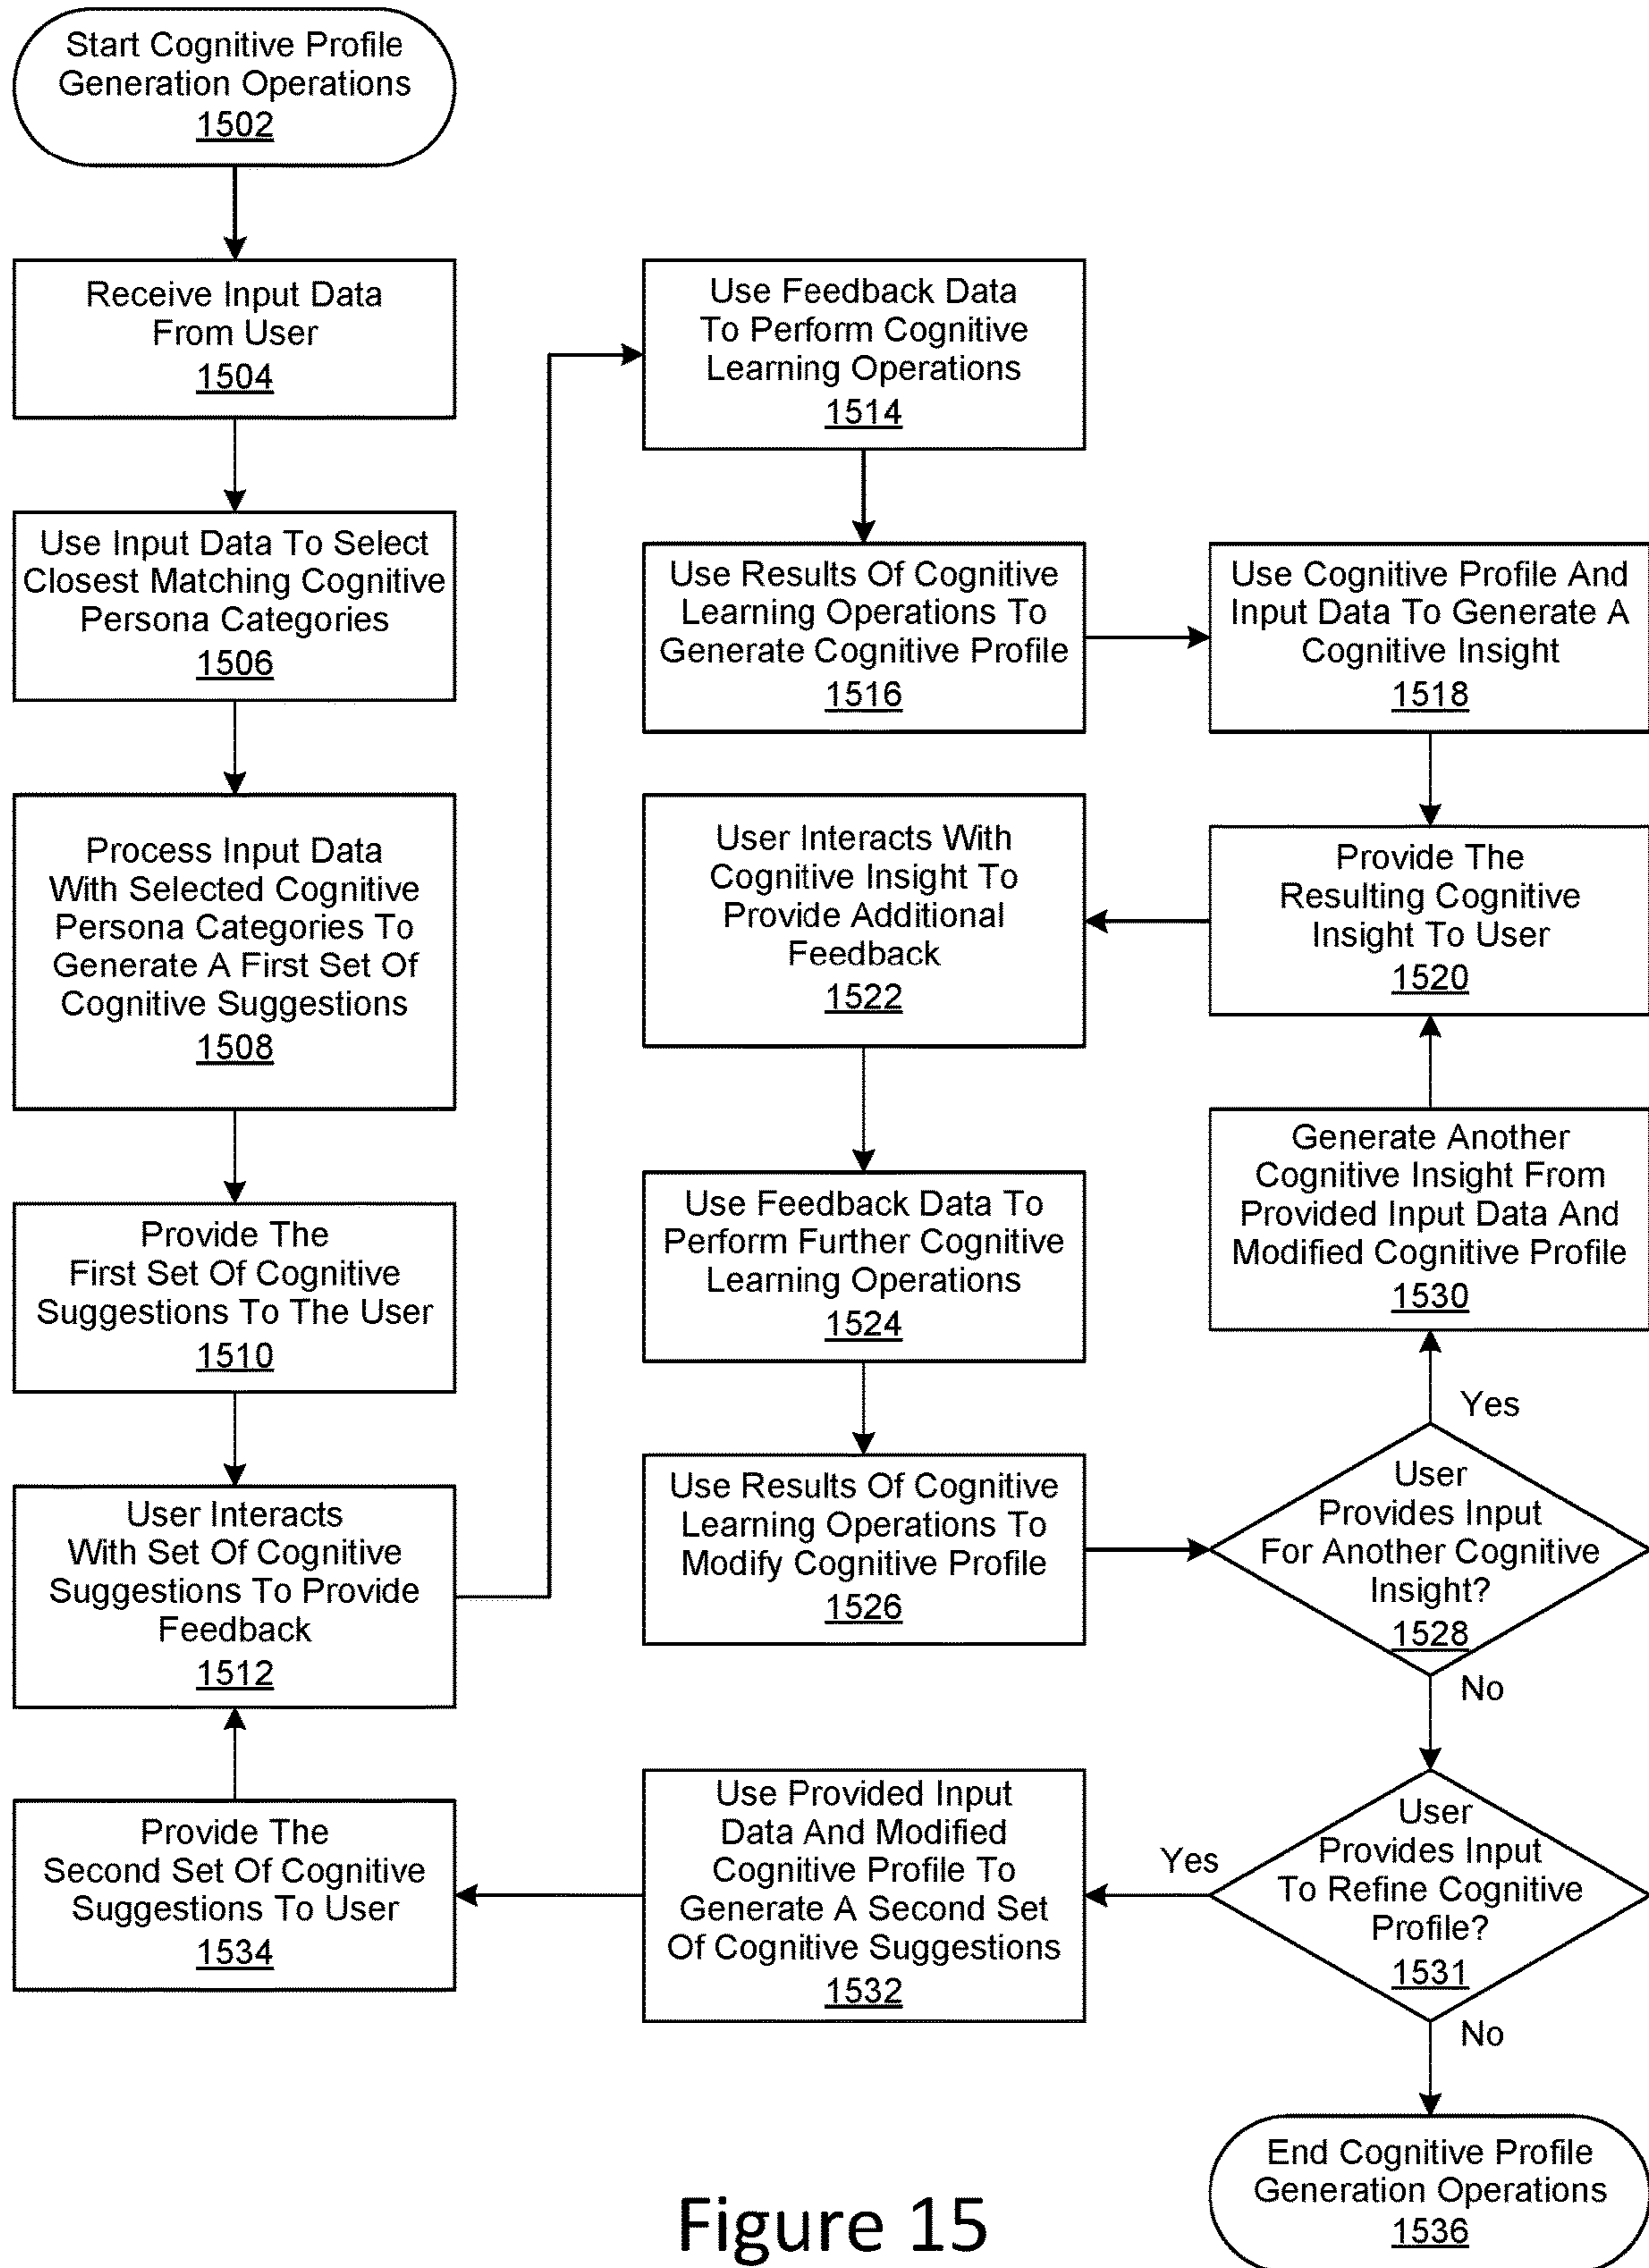 Start Cognitive Profile
Generation Operations
1502
Receive Input Data
From User
1504
Use Input Data To Select
Closest Matching Cognitive
Persona Categories
1506
Process Input Data
With Selected Cognitive
Persona Categories To
Generate A First Set Of
Cognitive Suggestions
1508
Provide The
First Set Of Cognitive
Suggestions To The User
1510
User Interacts
With Set Of Cognitive
Suggestions To Provide
Feedback
1512
Use Feedback Data
To Perform Cognitive
Learning Operations
1514
Use Results Of Cognitive
Learning Operations To
Generate Cognitive Profile
1516
Use Cognitive Profile And
Input Data To Generate A
Cognitive Insight
1518
Provide The
Resulting Cognitive
Insight To User
1520
User Interacts With
Cognitive Insight To
Provide Additional
Feedback
1522
Use Feedback Data To
Perform Further Cognitive
Learning Operations
1524
Use Results Of Cognitive
Learning Operations To
Modify Cognitive Profile
1526
User
Provides Input
For Another Cognitive
Insight?
1528
Yes
Generate Another
Cognitive Insight From
Provided Input Data And
Modified Cognitive Profile
1530
No
User
Provides Input
To Refine Cognitive
Profile?
1531
Yes
Use Provided Input
Data And Modified
Cognitive Profile To
Generate A Second Set
Of Cognitive Suggestions
1532
Provide The
Second Set Of Cognitive
Suggestions To User
1534
No
End Cognitive Profile
Generation Operations
1536
Figure 15